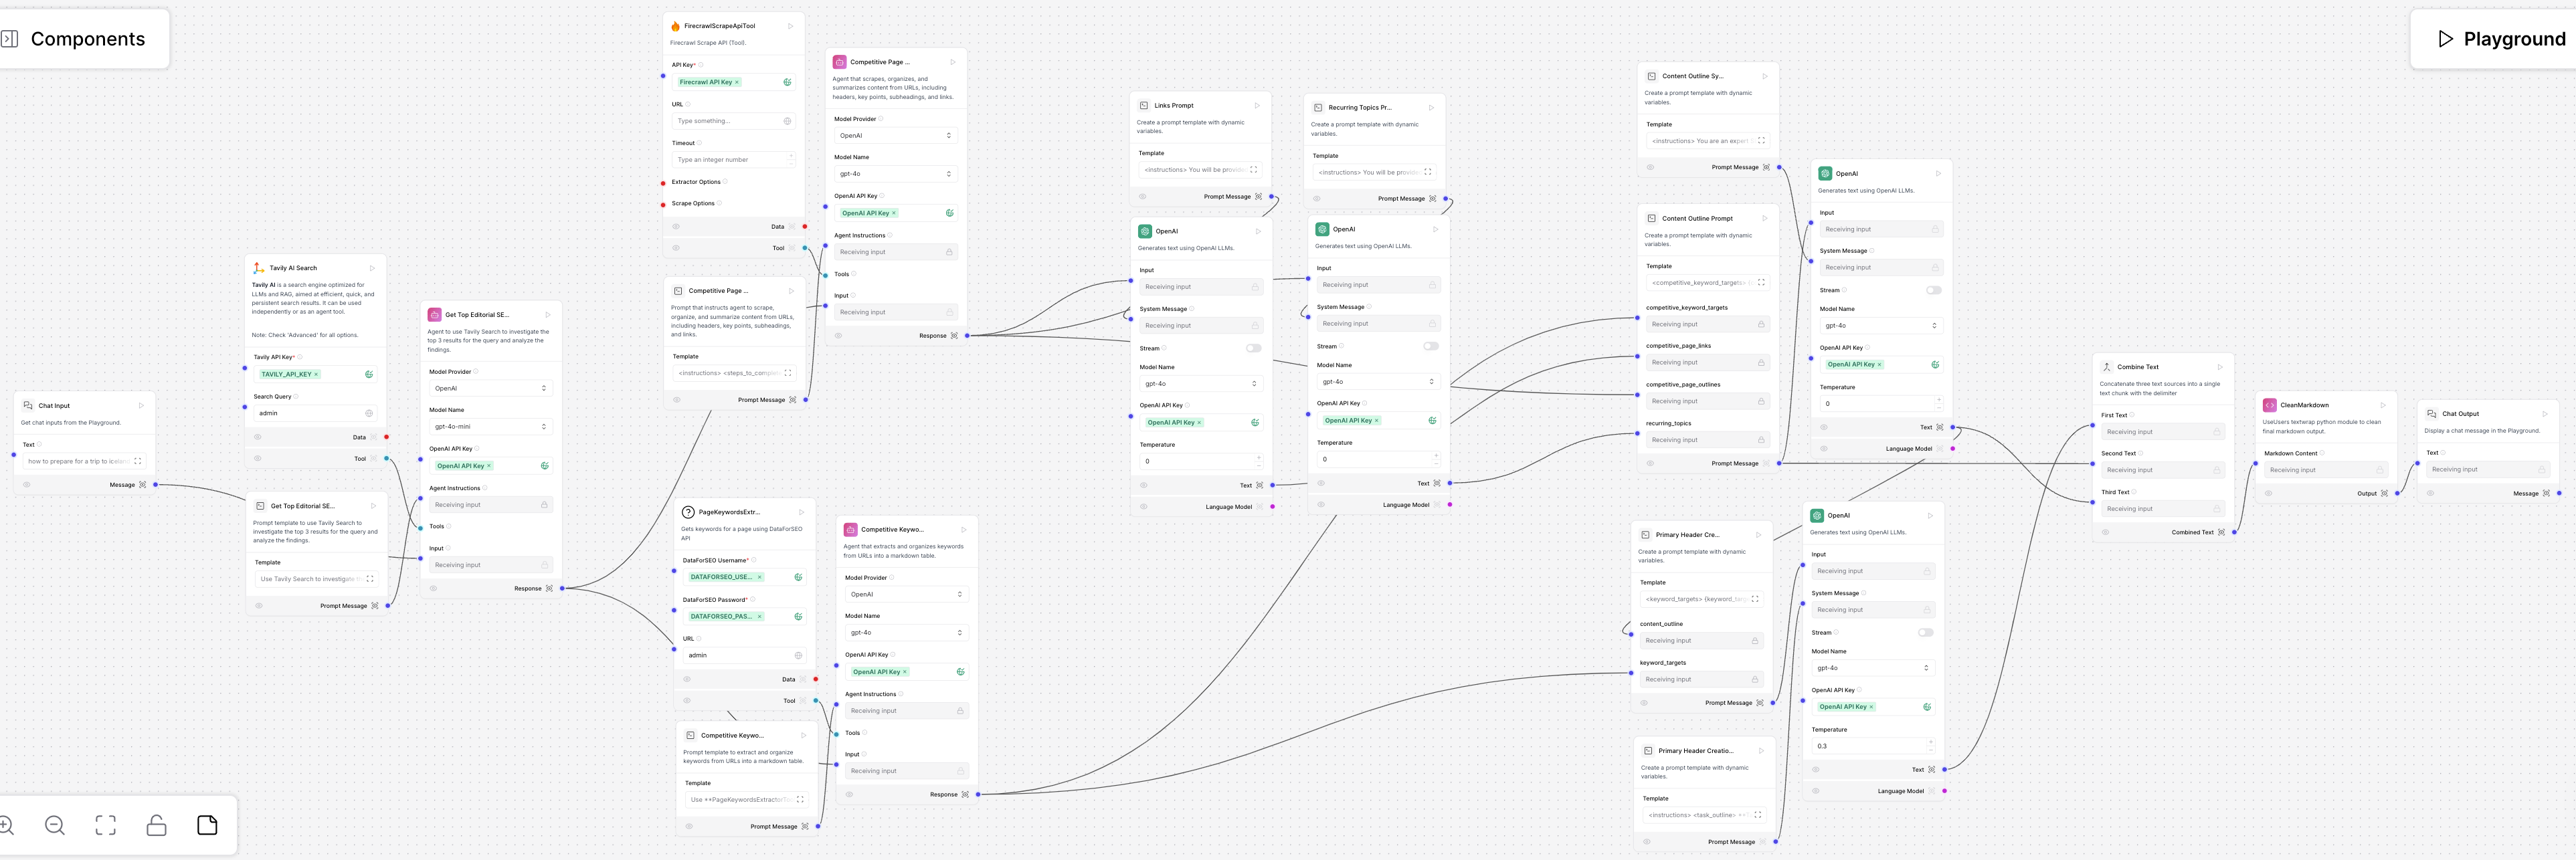 Components
Playground
Chat Input
Get chat inputs from the Playground.
Text
how to prepare for a trip to iceland
Message
Tavily AI Search
Tavily AI is a search engine optimized for
LLMs and RAG, aimed at efficient, quick, and
persistent search results. It can be used
independently or as an agent tool.
Note: Check 'Advanced' for all options.
Tavily API Key*
TAVILY_API_KEY ×
Search Query
admin
Data
Tool
Get Top Editorial SE...
Prompt template to use Tavily Search to
investigate the top 3 results for the query and
analyze the findings.
Template
Use Tavily Search to investigate th
Prompt Message
Get Top Editorial SE...
Agent to use Tavily Search to investigate the
top 3 results for the query and analyze the
findings.
Model Provider
OpenAI
Model Name
gpt-4o-mini
OpenAI API Key
OpenAI API Key ×
Agent Instructions
Receiving input
Tools
Input
Receiving input
Response
FirecrawlScrapeApiTool
Firecrawl Scrape API (Tool).
API Key*
Firecrawl API Key ×
URL
Type something...
Timeout
Type an integer number
Extractor Options
Scrape Options
Data
Tool
Competitive Page ...
Prompt that instructs agent to scrape,
organize, and summarize content from URLs,
including headers, key points, subheadings,
and links.
Template
<instructions> <steps_to_comple
Prompt Message
Competitive Page ...
Agent that scrapes, organizes, and
summarizes content from URLs, including
headers, key points, subheadings, and links.
Model Provider
OpenAI
Model Name
gpt-4o
OpenAI API Key
OpenAI API Key ×
Agent Instructions
Receiving input
Tools
Input
Receiving input
Response
PageKeywordsExtr...
Gets keywords for a page using DataForSEO
API
DataForSEO Username*
DATAFORSEO_USE... ×
DataForSEO Password*
DATAFORSEO_PAS... ×
URL
admin
Data
Tool
Competitive Keywo...
Prompt template to extract and organize
keywords from URLs into a markdown table.
Template
Use **PageKeywordsExtractorTo
Prompt Message
Competitive Keywo...
Agent that extracts and organizes keywords
from URLs into a markdown table.
Model Provider
OpenAI
Model Name
gpt-4o
OpenAI API Key
OpenAI API Key ×
Agent Instructions
Receiving input
Tools
Input
Receiving input
Response
Links Prompt
Create a prompt template with dynamic
variables.
Template
<instructions> You will be provide
Prompt Message
OpenAI
Generates text using OpenAI LLMs.
Input
Receiving input
System Message
Receiving input
Stream
Model Name
gpt-4o
OpenAI API Key
OpenAI API Key ×
Temperature
0
Text
Language Model
Recurring Topics Pr...
Create a prompt template with dynamic
variables.
Template
<instructions> You will be provide
Prompt Message
OpenAI
Generates text using OpenAI LLMs.
Input
Receiving input
System Message
Receiving input
Stream
Model Name
gpt-4o
OpenAI API Key
OpenAI API Key ×
Temperature
0
Text
Language Model
Content Outline Sy...
Create a prompt template with dynamic
variables.
Template
<instructions> You are an expert
Prompt Message
Content Outline Prompt
Create a prompt template with dynamic
variables.
Template
<competitive_keyword_targets>
competitive_keyword_targets
Receiving input
competitive_page_links
Receiving input
competitive_page_outlines
Receiving input
recurring_topics
Receiving input
Prompt Message
OpenAI
Generates text using OpenAI LLMs.
Input
Receiving input
System Message
Receiving input
Stream
Model Name
gpt-4o
OpenAI API Key
OpenAI API Key ×
Temperature
0
Text
Language Model
Primary Header Cre...
Create a prompt template with dynamic
variables.
Template
<keyword_targets> {keyword_targ
content_outline
Receiving input
keyword_targets
Receiving input
Prompt Message
Primary Header Creatio...
Create a prompt template with dynamic
variables.
Template
<instructions> <task_outline> **
Prompt Message
OpenAI
Generates text using OpenAI LLMs.
Input
Receiving input
System Message
Receiving input
Stream
Model Name
gpt-4o
OpenAI API Key
OpenAI API Key ×
Temperature
0.3
Text
Language Model
Combine Text
Concatenate three text sources into a single
text chunk with the delimiter
First Text
Receiving input
Second Text
Receiving input
Third Text
Receiving input
Combined Text
CleanMarkdown
UseUsers textwrap python module to clean
final markdown output.
Markdown Content
Receiving input
Output
Chat Output
Display a chat message in the Playground.
Text
Receiving input
Message